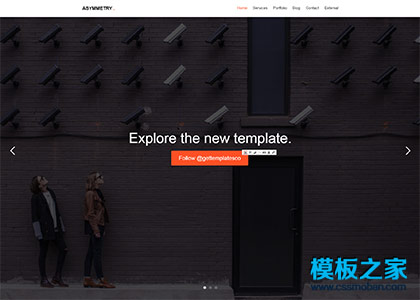 ASYMMETRY.
Home Services Portfolio Blog Contact External
Explore the new template.
Follow @gettemplatesco
模板之家
www.cssmoban.com